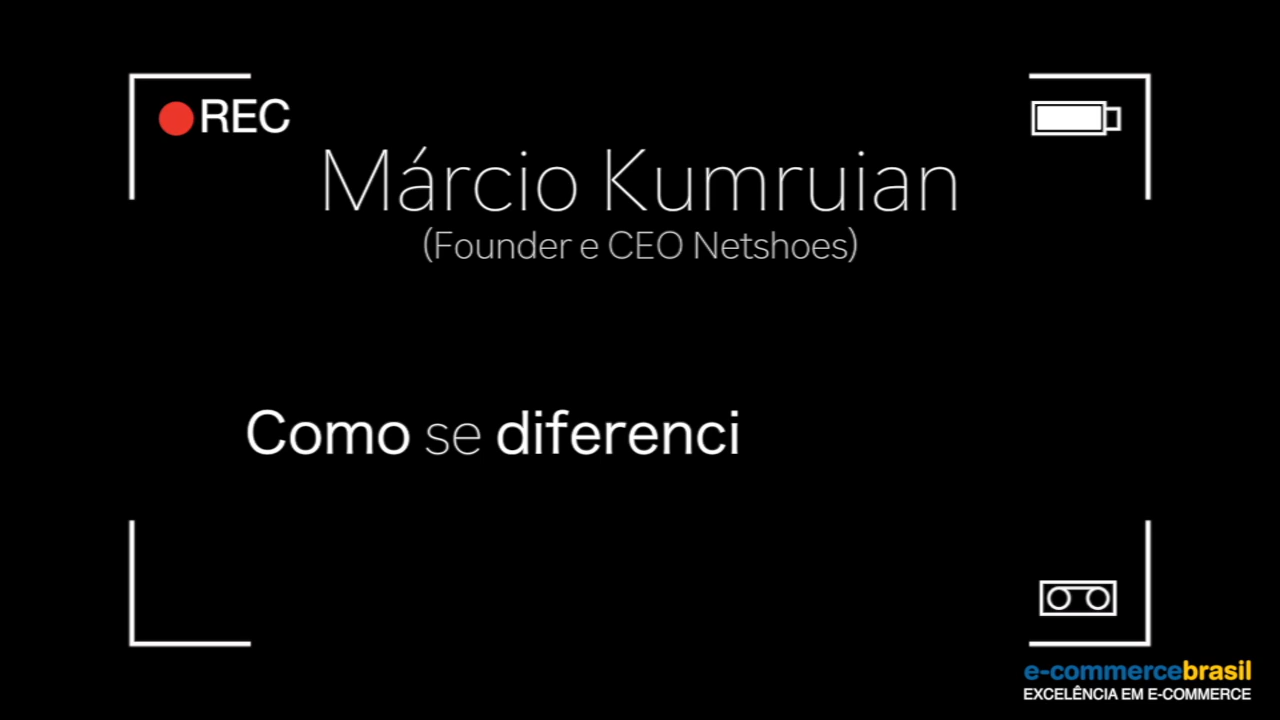 REC
Márcio Kumruian
(Founder e CEO Netshoes)
Como se diferenci
e-commercebrasil
EXCELÊNCIA EM E-COMMERCE